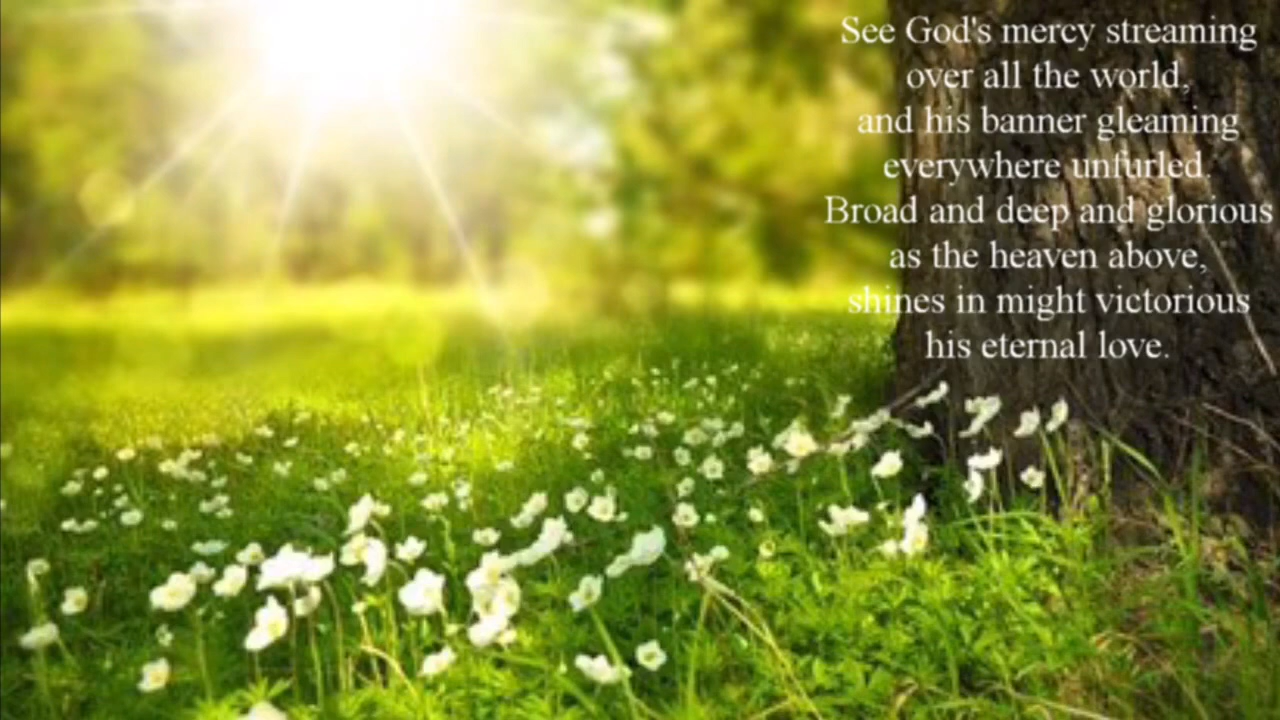 See God's mercy streaming
over all the world,
and his banner gleaming
everywhere unfurled.
Broad and deep and glorious
as the heaven above,
shines in might victorious
his eternal love.